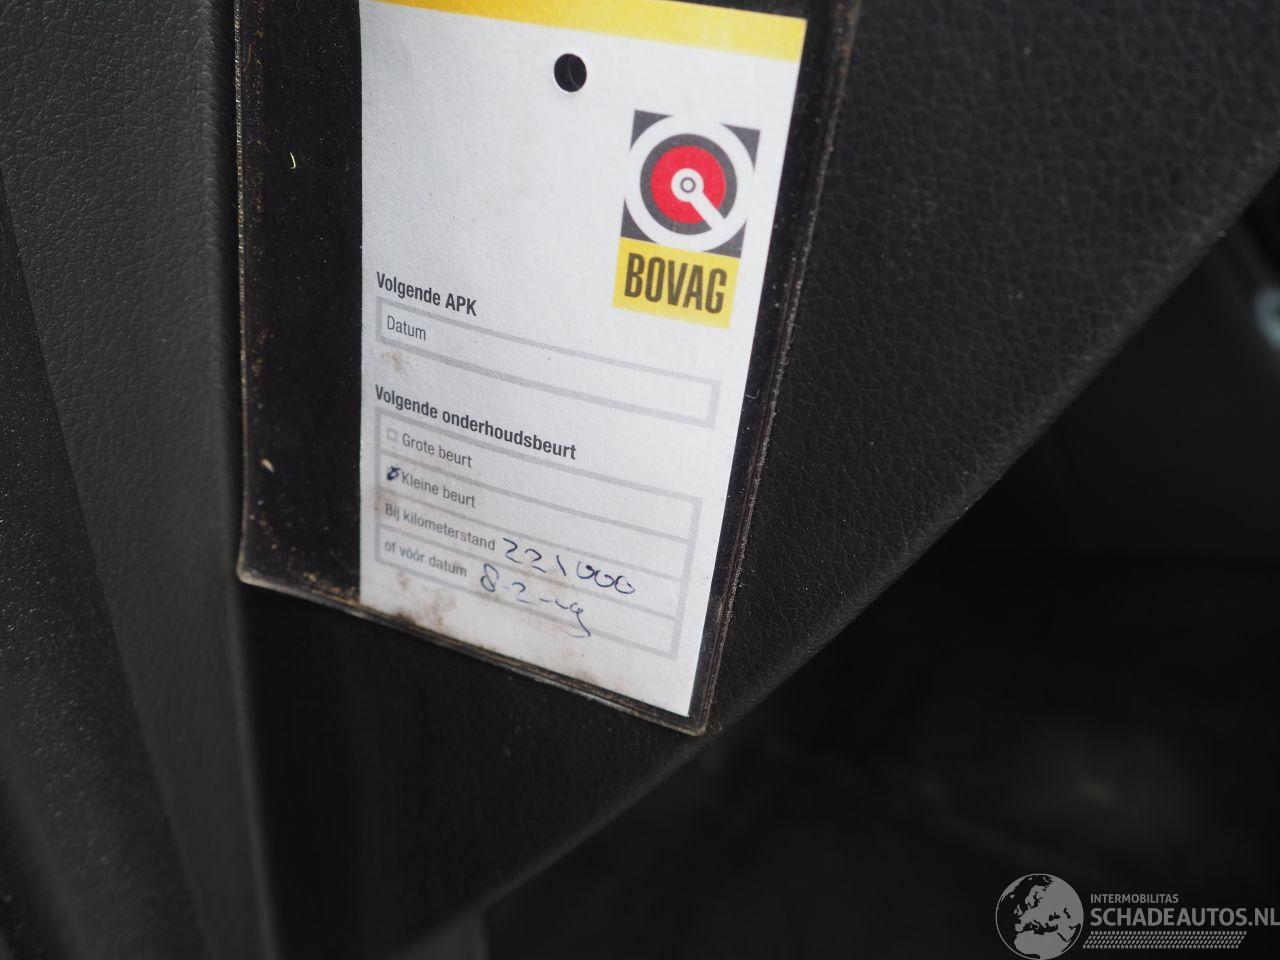 BOVAG
Volgende APK
Datum
Volgende onderhoudsbeurt
Grote beurt
Kleine beurt
Bij kilometerstand 221000
of vóór datum 8-2-19
INTERMOBILITAS
SCHADEAUTOS.NL